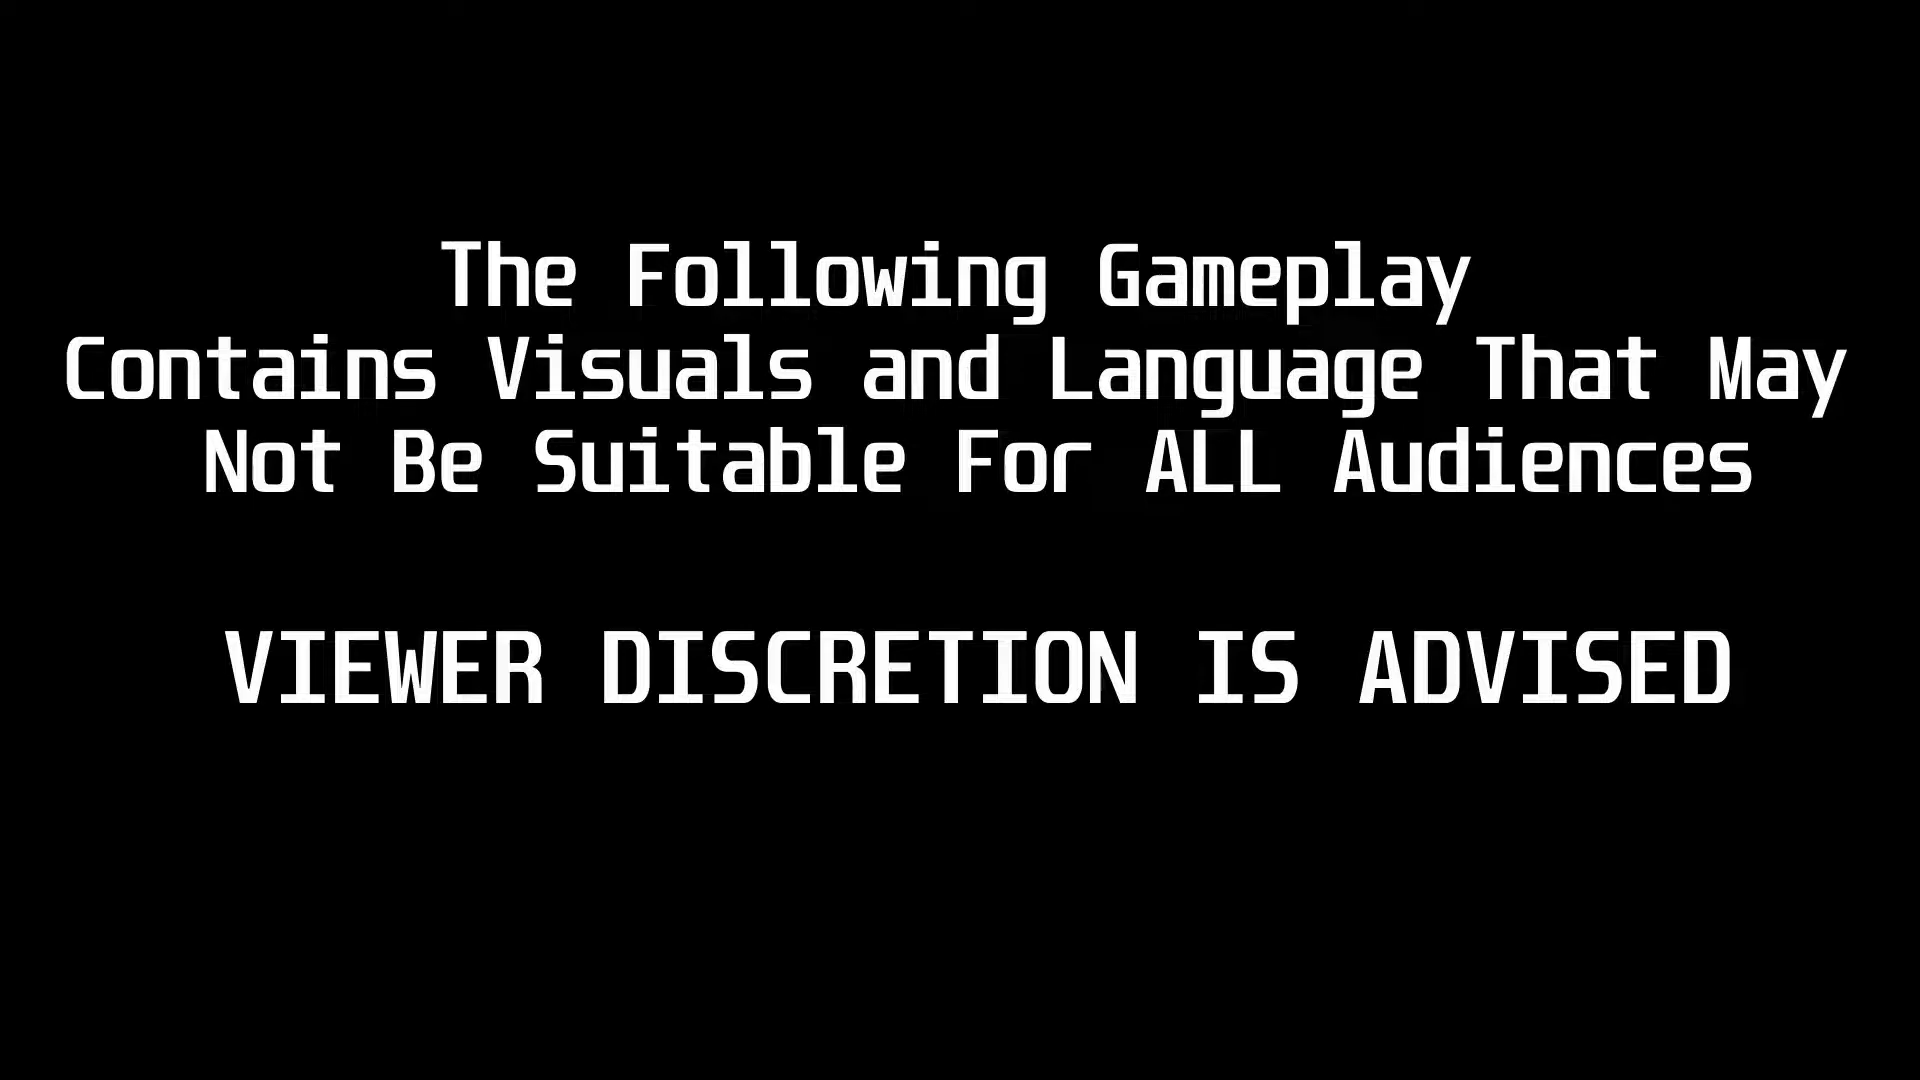 The Following Gameplay
Contains Visuals and Language That May
Not Be Suitable For ALL Audiences
VIEWER DISCRETION IS ADVISED